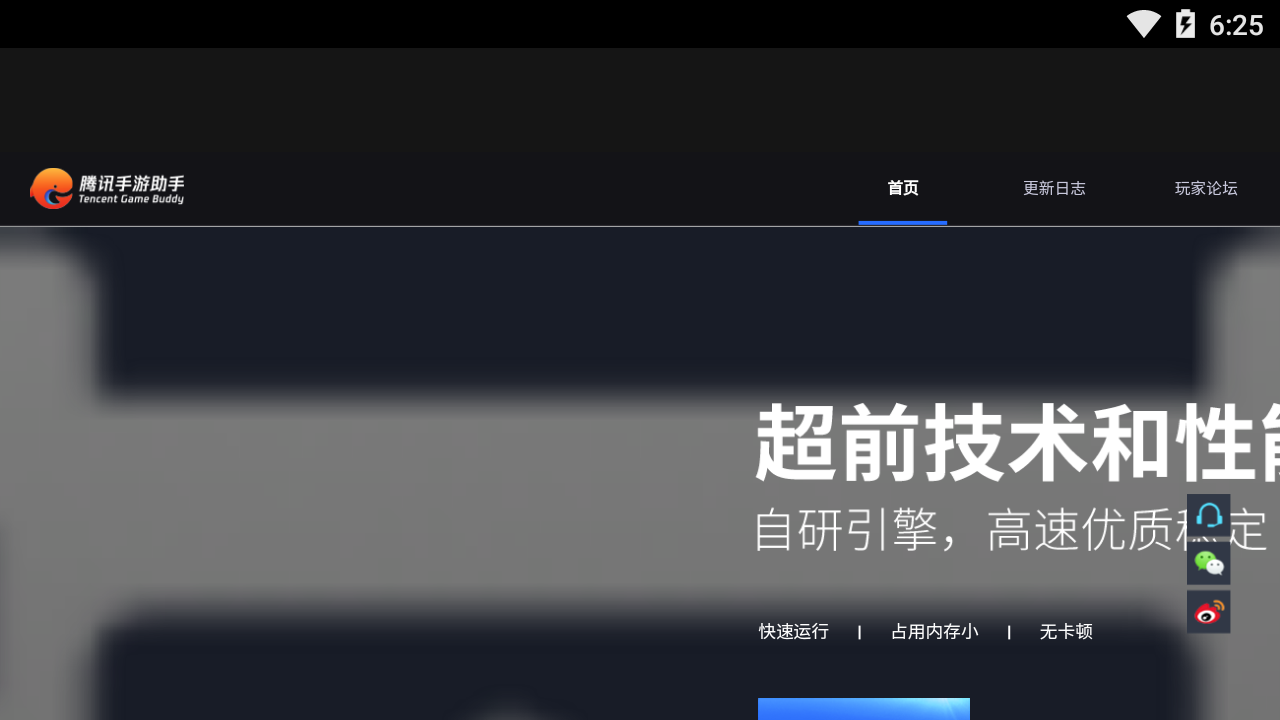 6:25
腾讯手游助手
Tencent Game Buddy
首页
更新日志
玩家论坛
超前技术和性能
自研引擎，高速优质稳定
快速运行 | 占用内存小 | 无卡顿